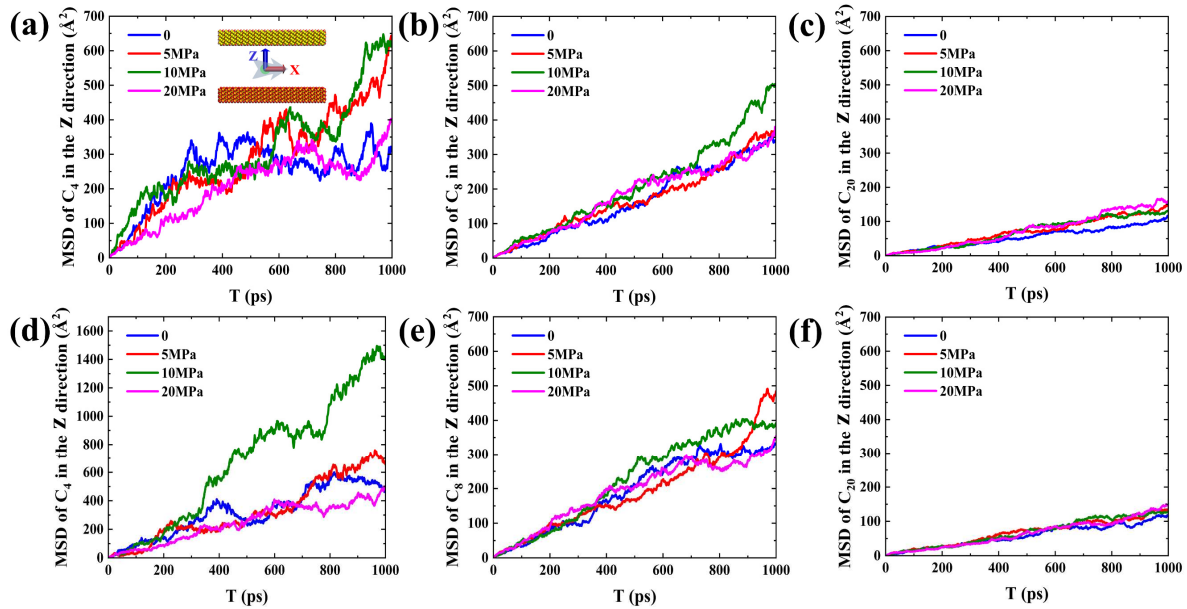 (a)
MSD of C4 in the Z direction (Å²)
700
600
500
400
300
200
100
0
0
5MPa
10MPa
20MPa
Z
X
0 200 400 600 800 1000
T (ps)
(b)
MSD of C8 in the Z direction (Å²)
700
600
500
400
300
200
100
0
0
5MPa
10MPa
20MPa
0 200 400 600 800 1000
T (ps)
(c)
MSD of C20 in the Z direction (Å²)
700
600
500
400
300
200
100
0
0
5MPa
10MPa
20MPa
0 200 400 600 800 1000
T (ps)
(d)
MSD of C4 in the Z direction (Å²)
1600
1400
1200
1000
800
600
400
200
0
0
5MPa
10MPa
20MPa
0 200 400 600 800 1000
T (ps)
(e)
MSD of C8 in the Z direction (Å²)
700
600
500
400
300
200
100
0
0
5MPa
10MPa
20MPa
0 200 400 600 800 1000
T (ps)
(f)
MSD of C20 in the Z direction (Å²)
700
600
500
400
300
200
100
0
0
5MPa
10MPa
20MPa
0 200 400 600 800 1000
T (ps)